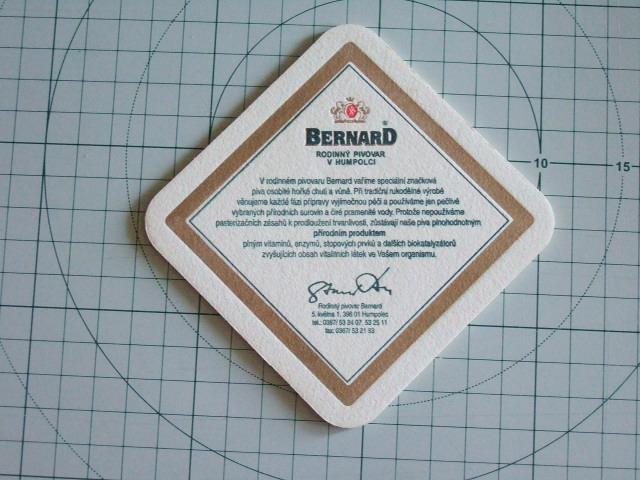 BERNARD
®
RODINNÝ PIVOVAR
V HUMPOLCI
V rodinném pivovaru Bernard vaříme speciální značková
piva osobité hořké chuti a vůně. Při tradiční rukodělné výrobě
věnujeme každé fázi přípravy vyjímečnou péči a používáme jen pečlivě
vybraných přírodních surovin a čiré pramenité vody. Protože nepoužíváme
pasterizačních zásahů k prodloužení trvanlivosti, zůstávají naše piva plnohodnotným
přírodním produktem
plným vitamínů, enzymů, stopových prvků a dalších biokatalyzátorů
zvyšujících obsah vitalitních látek ve Vašem organismu.
Rodinný pivovar Bernard
5. května 1, 396 01 Humpolec
tel.: 0367/ 53 24 07, 53 25 11
fax: 0367/ 53 21 53
10
15